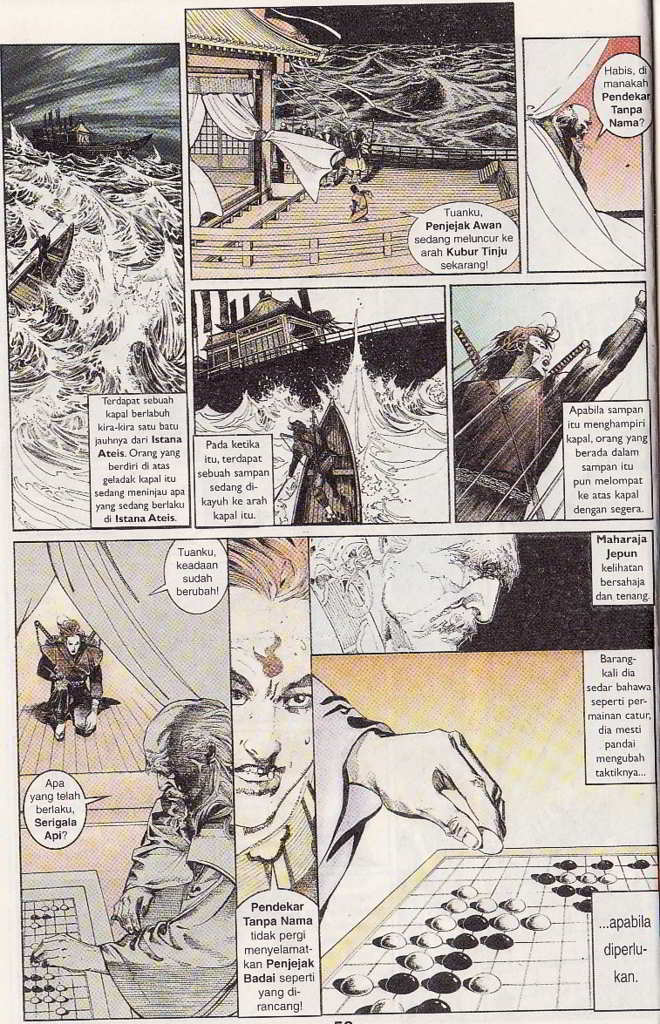 Terdapat sebuah
kapal berlabuh
kira-kira satu batu
jauhnya dari Istana
Ateis. Orang yang
berdiri di atas
geladak kapal itu
sedang meninjau apa
yang sedang berlaku
di Istana Ateis.
Tuanku,
Penjejak Awan
sedang meluncur ke
arah Kubur Tinju
sekarang!
Habis, di
manakah
Pendekar
Tanpa
Nama?
Pada ketika
itu, terdapat
sebuah sampan
sedang di-
kayuh ke arah
kapal itu.
Apabila sampan
itu menghampiri
kapal, orang yang
berada dalam
sampan itu
pun melompat
ke atas kapal
dengan segera.
Tuanku,
keadaan
sudah
berubah!
Apa
yang telah
berlaku,
Serigala
Api?
Pendekar
Tanpa Nama
tidak pergi
menyelamat-
kan Penjejak
Badai seperti
yang di-
rancang!
Maharaja
Jepun
kelihatan
bersahaja
dan tenang.
Barang-
kali dia
sedar bahawa
seperti per-
mainan catur,
dia mesti
pandai
mengubah
taktiknya...
...apabila
diperlu-
kan.